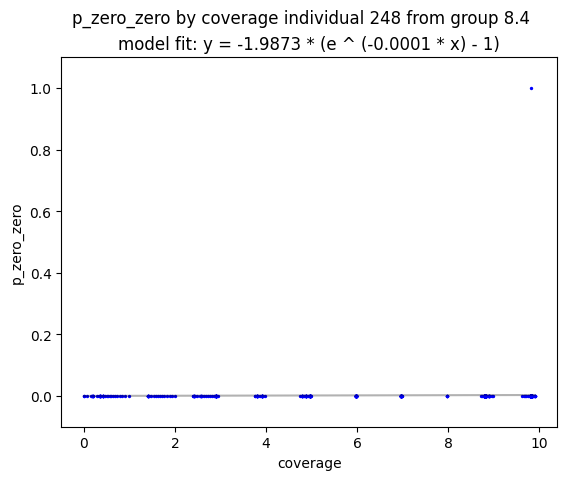 p_zero_zero by coverage individual 248 from group 8.4
model fit: y = -1.9873 * (e ^ (-0.0001 * x) - 1)
1.0
0.8
0.6
0.4
0.2
0.0
p_zero_zero
0 2 4 6 8 10
coverage